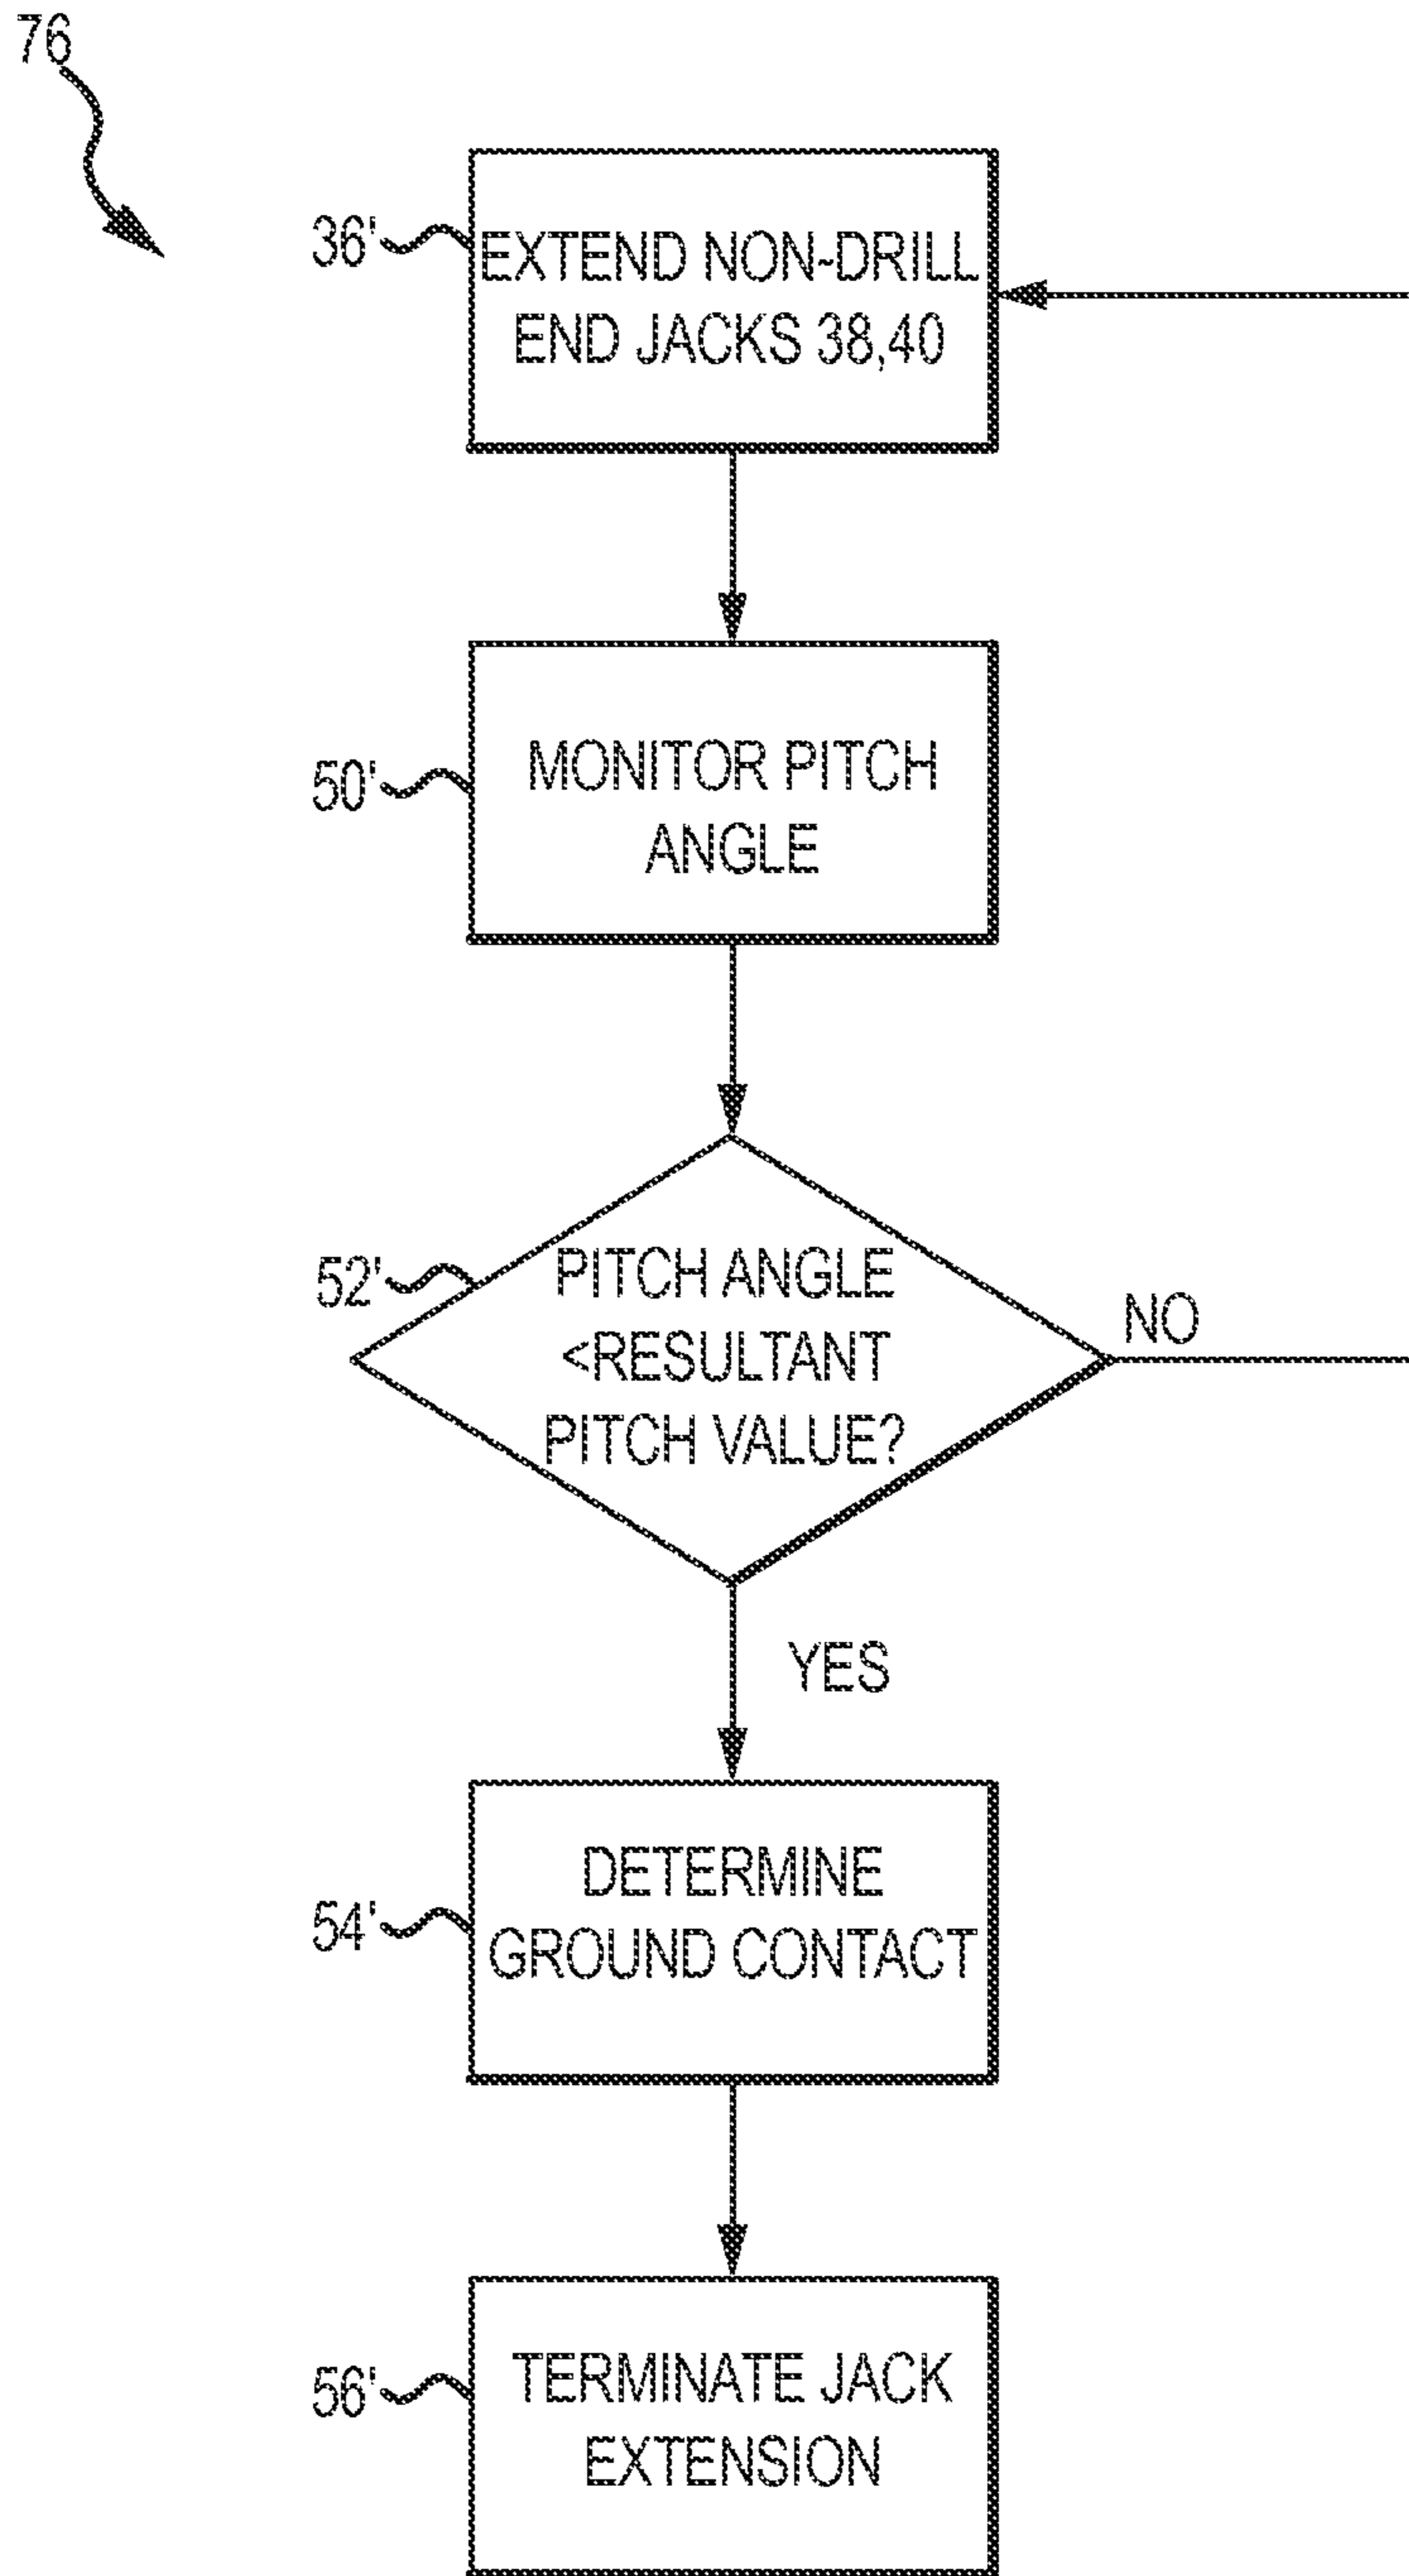 76
36'
EXTEND NON-DRILL
END JACKS 38,40
50'
MONITOR PITCH
ANGLE
52'
PITCH ANGLE
<RESULTANT
PITCH VALUE?
NO
YES
54'
DETERMINE
GROUND CONTACT
56'
TERMINATE JACK
EXTENSION